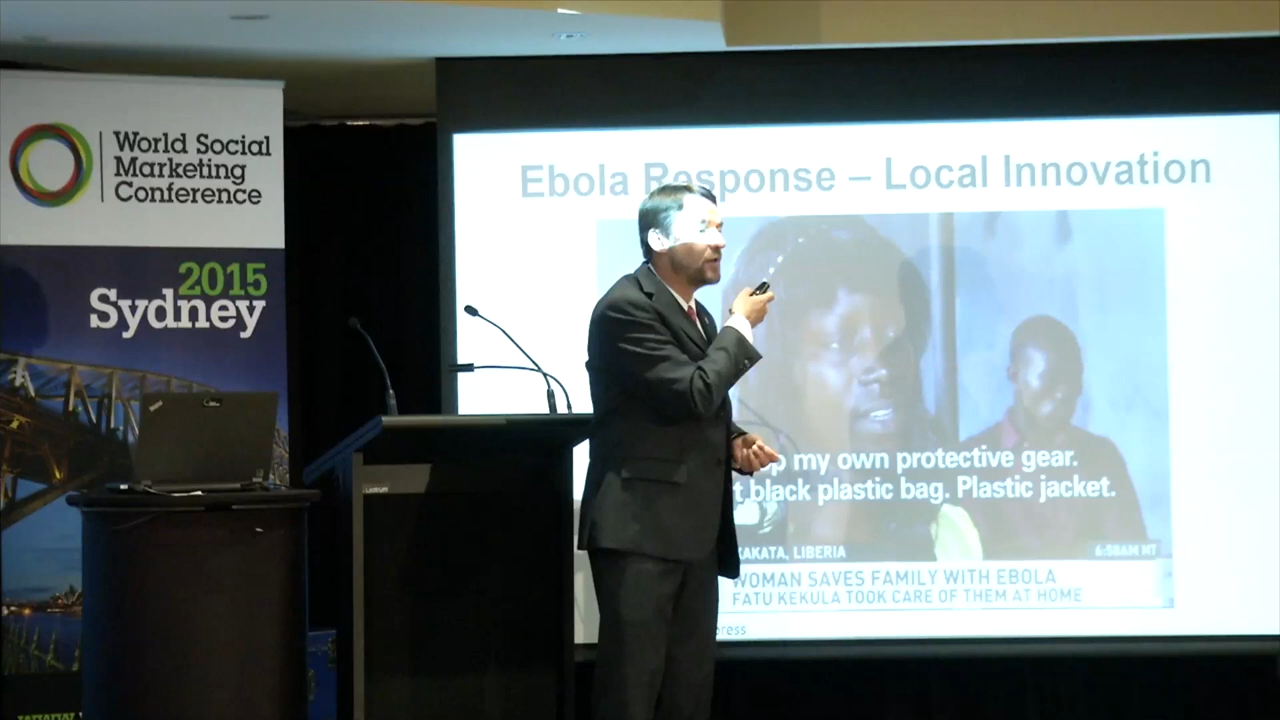 World Social
Marketing
Conference
2015
Sydney
Ebola Response – Local Innovation
my own protective gear.
black plastic bag. Plastic jacket.
KAKATA, LIBERIA
6:58AM MT
WOMAN SAVES FAMILY WITH EBOLA
FATU KEKULA TOOK CARE OF THEM AT HOME